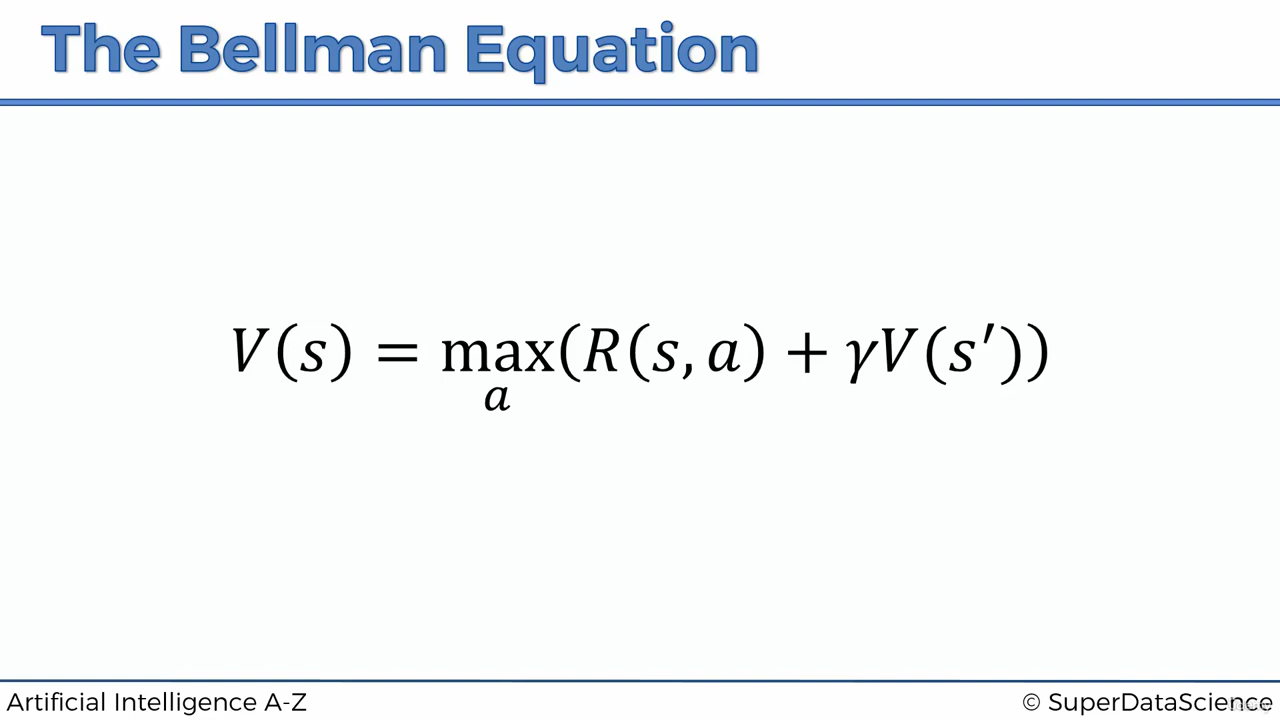 The Bellman Equation
V(s) = max(R(s, a) + γV(s′))
a
Artificial Intelligence A-Z
© SuperDataScience